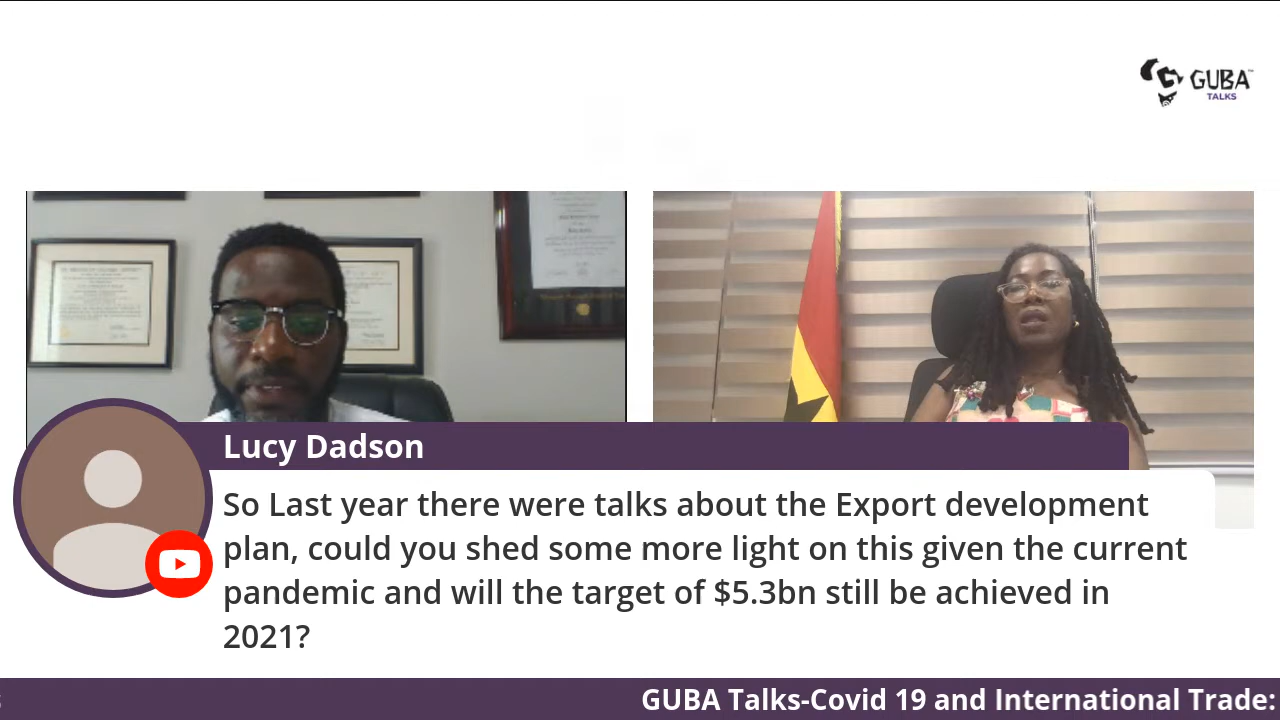 GUBA
TALKS
Lucy Dadson
So Last year there were talks about the Export development
plan, could you shed some more light on this given the current
pandemic and will the target of $5.3bn still be achieved in
2021?
GUBA Talks-Covid 19 and International Trade: